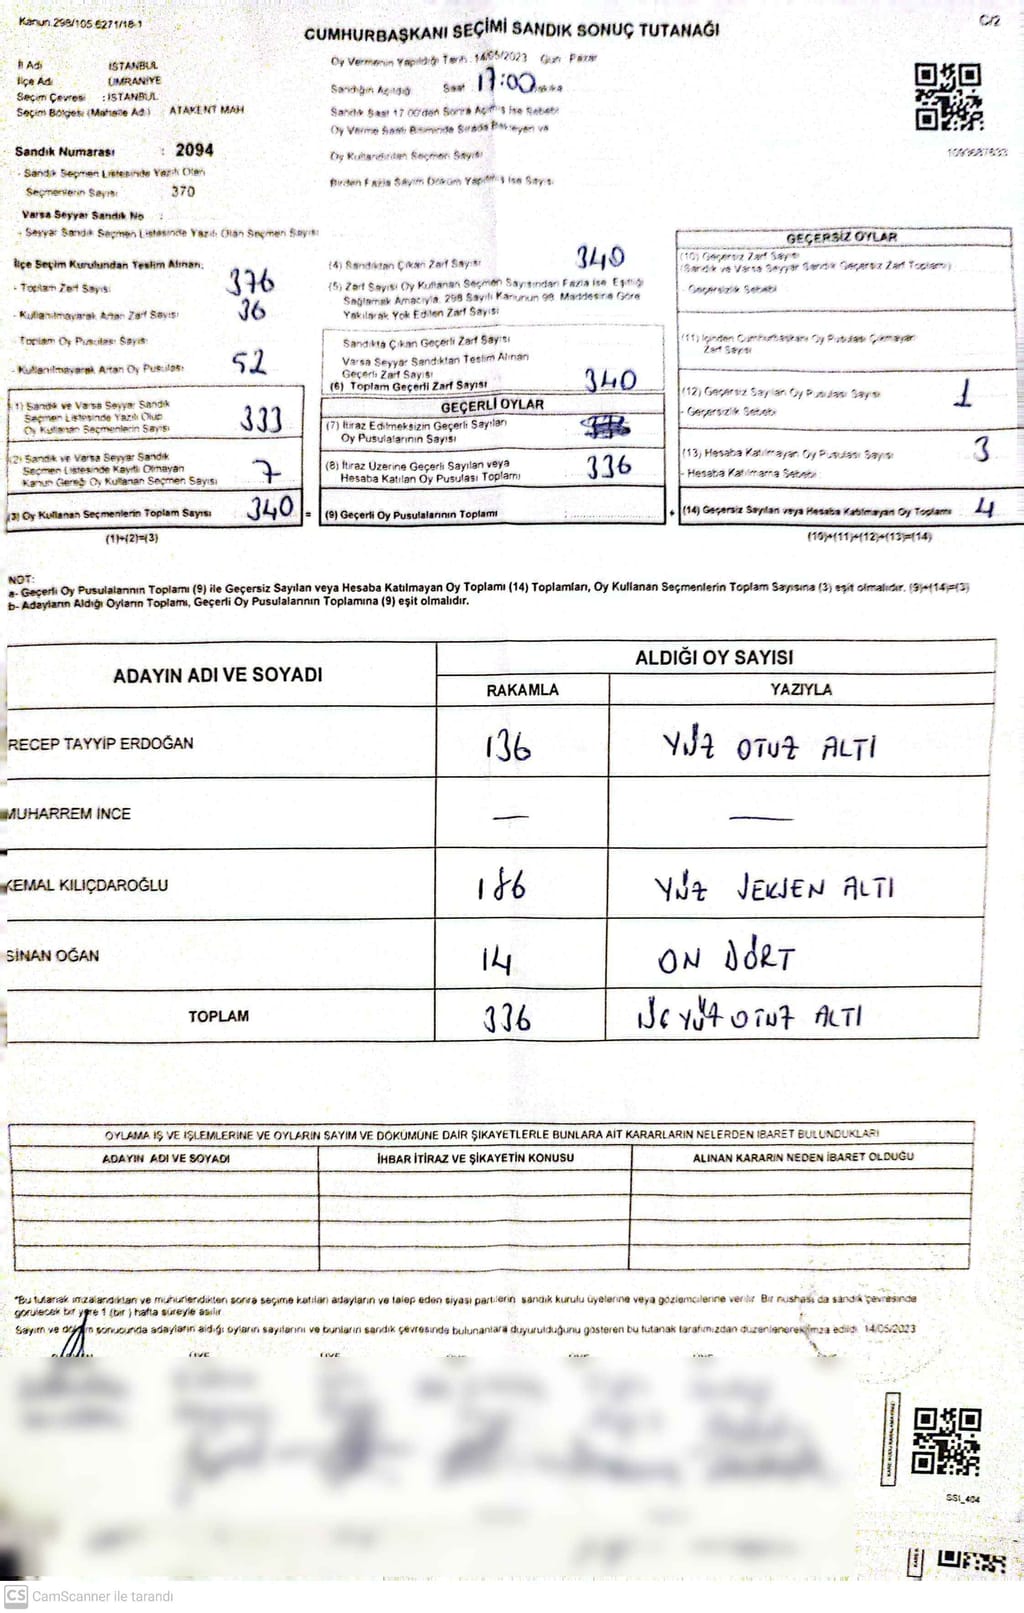 Kanun 298/105 6271/18-1
C/2
CUMHURBAŞKANI SEÇİMİ SANDIK SONUÇ TUTANAĞI
İl Adı İSTANBUL
İlçe Adı ÜMRANİYE
Seçim Çevresi : İSTANBUL
Seçim Bölgesi (Mahalle Ad.) ATAKENT MAH
Sandık Numarası : 2094
- Sandık Seçmen Listesinde Yazılı Olan
Seçmenlerin Sayısı 370
Varsa Seyyar Sandık No :
- Seyyar Sandık Seçmen Listesinde Yazılı Olan Seçmen Sayısı
Oy Vermenin Yapıldığı Tarih : 14/05/2023 Gün Pazar
Sandığın Açıldığı Saat 17:00 Dakika
Sandık Saat 17.00'den Sonra Açılmış İse Sebebi
Oy Verme Saati Bitiminde Sırada Bekleyen ve
Oy Kullandırılan Seçmen Sayısı
Birden Fazla Sayım Döküm Yapılmış İse Sayısı
1093687633
İlçe Seçim Kurulundan Teslim Alınan;
- Toplam Zarf Sayısı 376
- Kullanılmayarak Artan Zarf Sayısı 36
- Toplam Oy Pusulası Sayısı
- Kullanılmayarak Artan Oy Pusulası 52
(1) Sandık ve Varsa Seyyar Sandık
Seçmen Listesinde Yazılı Olup
Oy Kullanan Seçmenlerin Sayısı 333
(2) Sandık ve Varsa Seyyar Sandık
Seçmen Listesinde Kayıtlı Olmayan
Kanun Gereği Oy Kullanan Seçmen Sayısı 7
(3) Oy Kullanan Seçmenlerin Toplam Sayısı 340 =
(1)+(2)=(3)
(4) Sandıktan Çıkan Zarf Sayısı 340
(5) Zarf Sayısı Oy Kullanan Seçmen Sayısından Fazla İse, Eşitliği
Sağlamak Amacıyla, 298 Sayılı Kanunun 98. Maddesine Göre
Yakılarak Yok Edilen Zarf Sayısı
Sandıkta Çıkan Geçerli Zarf Sayısı
Varsa Seyyar Sandıktan Teslim Alınan
Geçerli Zarf Sayısı
(6) Toplam Geçerli Zarf Sayısı 340
GEÇERLİ OYLAR
(7) İtiraz Edilmeksizin Geçerli Sayılan
Oy Pusulalarının Sayısı
(8) İtiraz Üzerine Geçerli Sayılan veya
Hesaba Katılan Oy Pusulası Toplamı 336
(9) Geçerli Oy Pusulalarının Toplamı +
GEÇERSİZ OYLAR
(10) Geçersiz Zarf Sayısı
(Sandık ve Varsa Seyyar Sandık Geçersiz Zarf Toplamı)
- Geçersizlik Sebebi
(11) İçinden Cumhurbaşkanı Oy Pusulası Çıkmayan
Zarf Sayısı
(12) Geçersiz Sayılan Oy Pusulası Sayısı 1
- Geçersizlik Sebebi
(13) Hesaba Katılmayan Oy Pusulası Sayısı 3
- Hesaba Katılmama Sebebi
(14) Geçersiz Sayılan veya Hesaba Katılmayan Oy Toplamı 4
(10)+(11)+(12)+(13)=(14)
NOT:
a- Geçerli Oy Pusulalarının Toplamı (9) ile Geçersiz Sayılan veya Hesaba Katılmayan Oy Toplamı (14) Toplamları, Oy Kullanan Seçmenlerin Toplam Sayısına (3) eşit olmalıdır. (9)+(14)=(3)
b- Adayların Aldığı Oyların Toplamı, Geçerli Oy Pusulalarının Toplamına (9) eşit olmalıdır.
ADAYIN ADI VE SOYADI ALDIĞI OY SAYISI
RAKAMLA YAZIYLA
RECEP TAYYİP ERDOĞAN 136 YÜZ OTUZ ALTI
MUHARREM İNCE — —
KEMAL KILIÇDAROĞLU 186 YÜZ SEKSEN ALTI
SİNAN OĞAN 14 ON DÖRT
TOPLAM 336 ÜÇ YÜZ OTUZ ALTI
OYLAMA İŞ VE İŞLEMLERİNE VE OYLARIN SAYIM VE DÖKÜMÜNE DAİR ŞİKAYETLERLE BUNLARA AİT KARARLARIN NELERDEN İBARET BULUNDUKLARI
ADAYIN ADI VE SOYADI İHBAR İTİRAZ VE ŞİKAYETİN KONUSU ALINAN KARARIN NEDEN İBARET OLDUĞU
*Bu tutanak imzalandıktan ve mühürlendikten sonra seçime katılan adayların ve talep eden siyasi partilerin sandık kurulu üyelerine veya gözlemcilerine verilir. Bir nüshası da sandık çevresinde
görülecek bir yere 1 (bir) hafta süreyle asılır.
Sayım ve döküm sonucunda adayların aldığı oyların sayılarını ve bunların sandık çevresinde bulunanlara duyurulduğunu gösteren bu tutanak tarafımızdan düzenlenerek imza edildi. 14/05/2023
SSI_404
CS CamScanner ile tarandı